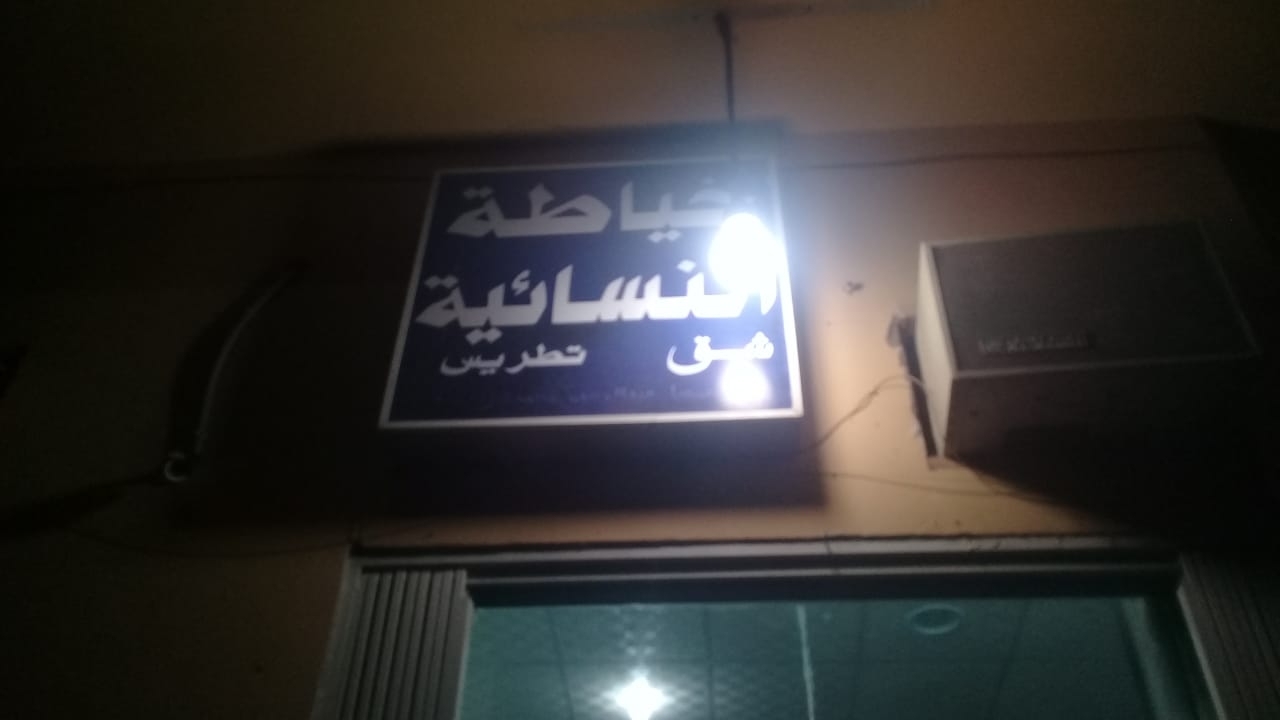 خياطة
النسائية
شق تطريس